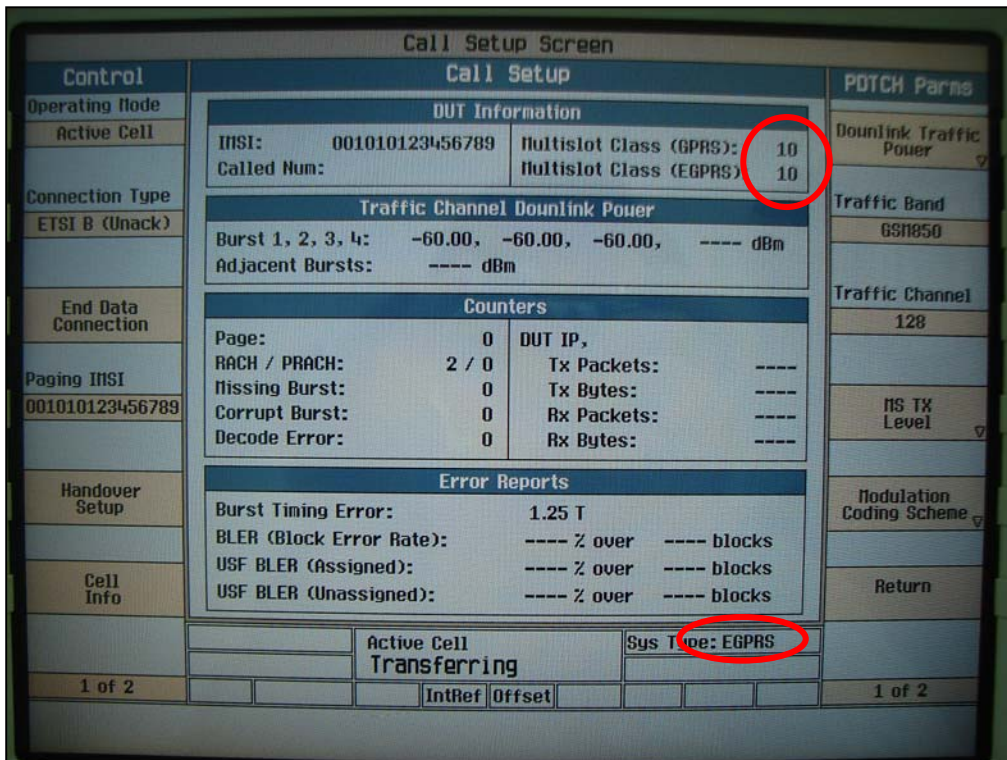 Call Setup Screen
Control
Operating Mode
Active Cell
Connection Type
ETSI B (Unack)
End Data
Connection
Paging IMSI
001010123456789
Handover
Setup
Cell
Info
1 of 2
Call Setup
DUT Information
IMSI: 001010123456789
Called Num:
Multislot Class (GPRS): 10
Multislot Class (EGPRS) 10
Traffic Channel Downlink Power
Burst 1, 2, 3, 4: -60.00, -60.00, -60.00, ---- dBm
Adjacent Bursts: ---- dBm
Counters
Page: 0
RACH / PRACH: 2 / 0
Missing Burst: 0
Corrupt Burst: 0
Decode Error: 0
DUT IP,
Tx Packets: ----
Tx Bytes: ----
Rx Packets: ----
Rx Bytes: ----
Error Reports
Burst Timing Error: 1.25 T
BLER (Block Error Rate): ---- % over ---- blocks
USF BLER (Assigned): ---- % over ---- blocks
USF BLER (Unassigned): ---- % over ---- blocks
Active Cell
Transferring
Sys Type: EGPRS
IntRef Offset
PDTCH Parms
Downlink Traffic
Power
Traffic Band
GSM850
Traffic Channel
128
MS TX
Level
Modulation
Coding Scheme
Return
1 of 2